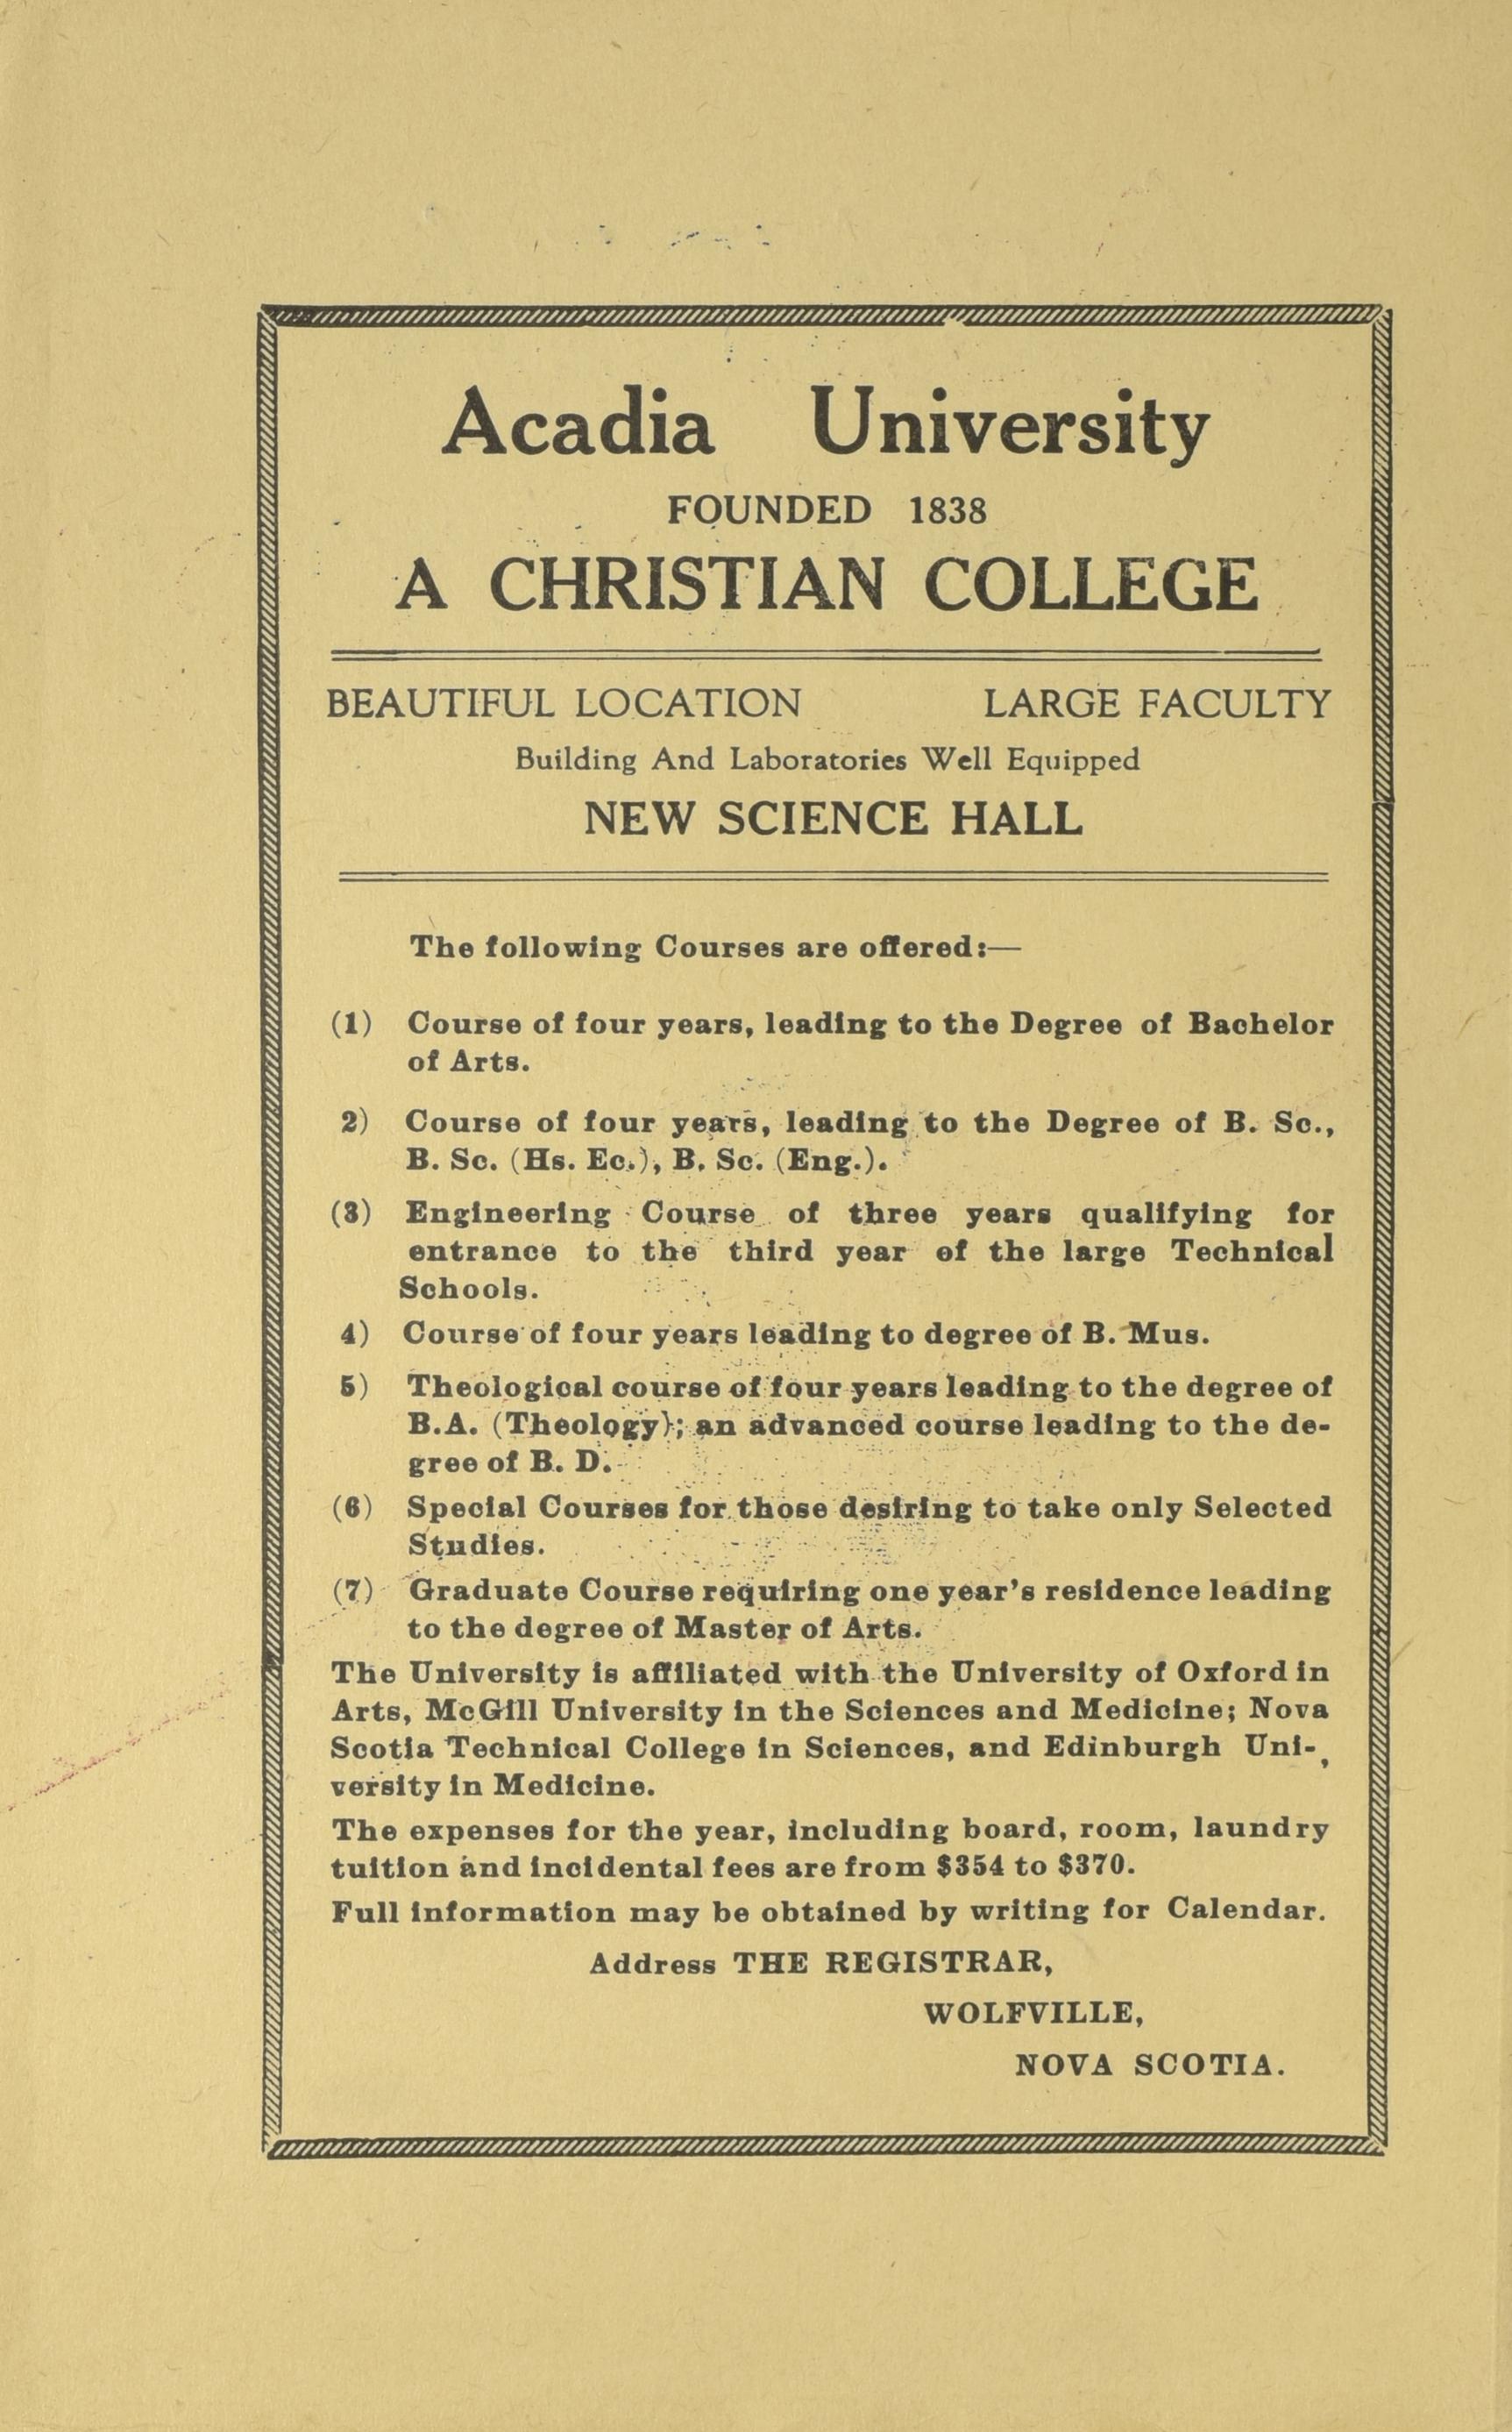 Acadia University
FOUNDED 1838
A CHRISTIAN COLLEGE
BEAUTIFUL LOCATION LARGE FACULTY
Building And Laboratories Well Equipped
NEW SCIENCE HALL
The following Courses are offered:—
(1) Course of four years, leading to the Degree of Bachelor
of Arts.
2) Course of four years, leading to the Degree of B. Sc.,
B. Sc. (Hs. Ec.), B. Sc. (Eng.).
(3) Engineering Course of three years qualifying for
entrance to the third year of the large Technical
Schools.
4) Course of four years leading to degree of B. Mus.
5) Theological course of four years leading to the degree of
B.A. (Theology); an advanced course leading to the de-
gree of B. D.
(6) Special Courses for those desiring to take only Selected
Studies.
(7) Graduate Course requiring one year's residence leading
to the degree of Master of Arts.
The University is affiliated with the University of Oxford in
Arts, McGill University in the Sciences and Medicine; Nova
Scotia Technical College in Sciences, and Edinburgh Uni-,
versity in Medicine.
The expenses for the year, including board, room, laundry
tuition and incidental fees are from $354 to $370.
Full information may be obtained by writing for Calendar.
Address THE REGISTRAR,
WOLFVILLE,
NOVA SCOTIA.